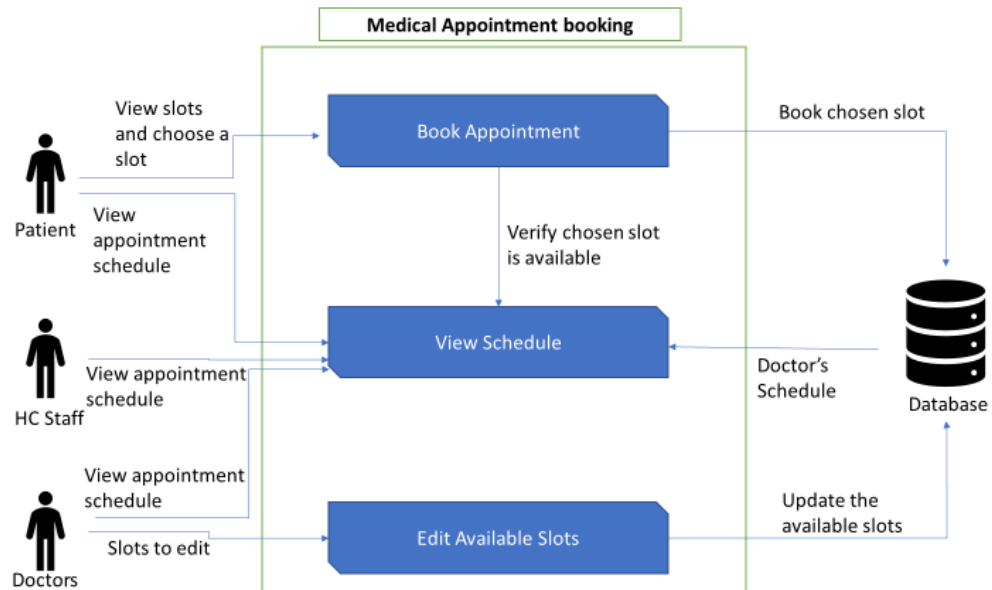 Medical Appointment booking
View slots
and choose a
slot
Book Appointment
Book chosen slot
Patient
View
appointment
schedule
Verify chosen slot
is available
View Schedule
View appointment
schedule
HC Staff
Doctor's
Schedule
Database
View appointment
schedule
Slots to edit
Edit Available Slots
Update the
available slots
Doctors